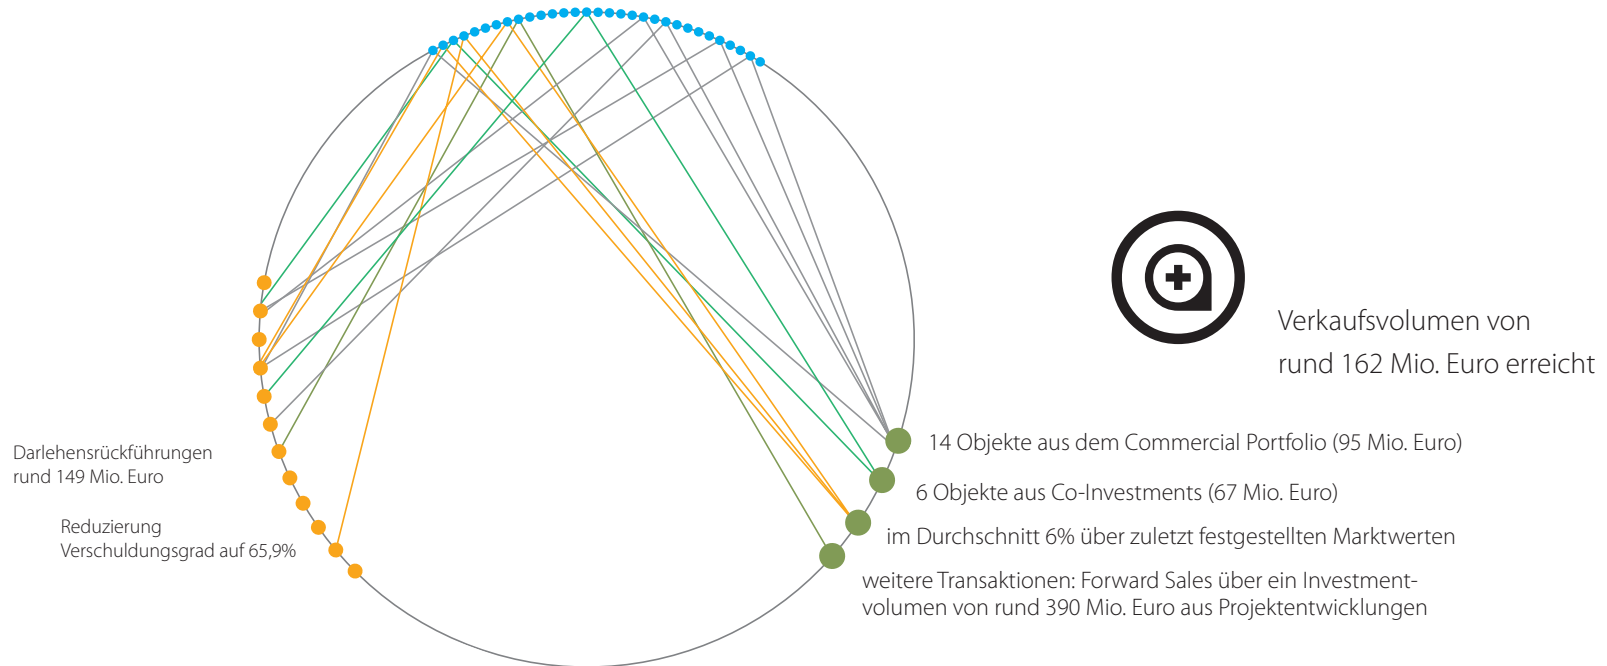 Verkaufsvolumen von
rund 162 Mio. Euro erreicht
14 Objekte aus dem Commercial Portfolio (95 Mio. Euro)
6 Objekte aus Co-Investments (67 Mio. Euro)
im Durchschnitt 6% über zuletzt festgestellten Marktwerten
weitere Transaktionen: Forward Sales über ein Investment-
volumen von rund 390 Mio. Euro aus Projektentwicklungen
Darlehensrückführungen
rund 149 Mio. Euro
Reduzierung
Verschuldungsgrad auf 65,9%